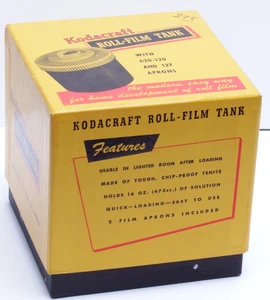 Kodacraft
ROLL-FILM TANK
WITH
620-120
AND 127
APRONS
the modern, easy way
for home development of roll film
KODACRAFT ROLL-FILM TANK
Features
USABLE IN LIGHTED ROOM AFTER LOADING
MADE OF TOUGH, CHIP-PROOF TENITE
HOLDS 16 OZ. (473cc.) OF SOLUTION
QUICK-LOADING—EASY TO USE
2 FILM APRONS INCLUDED